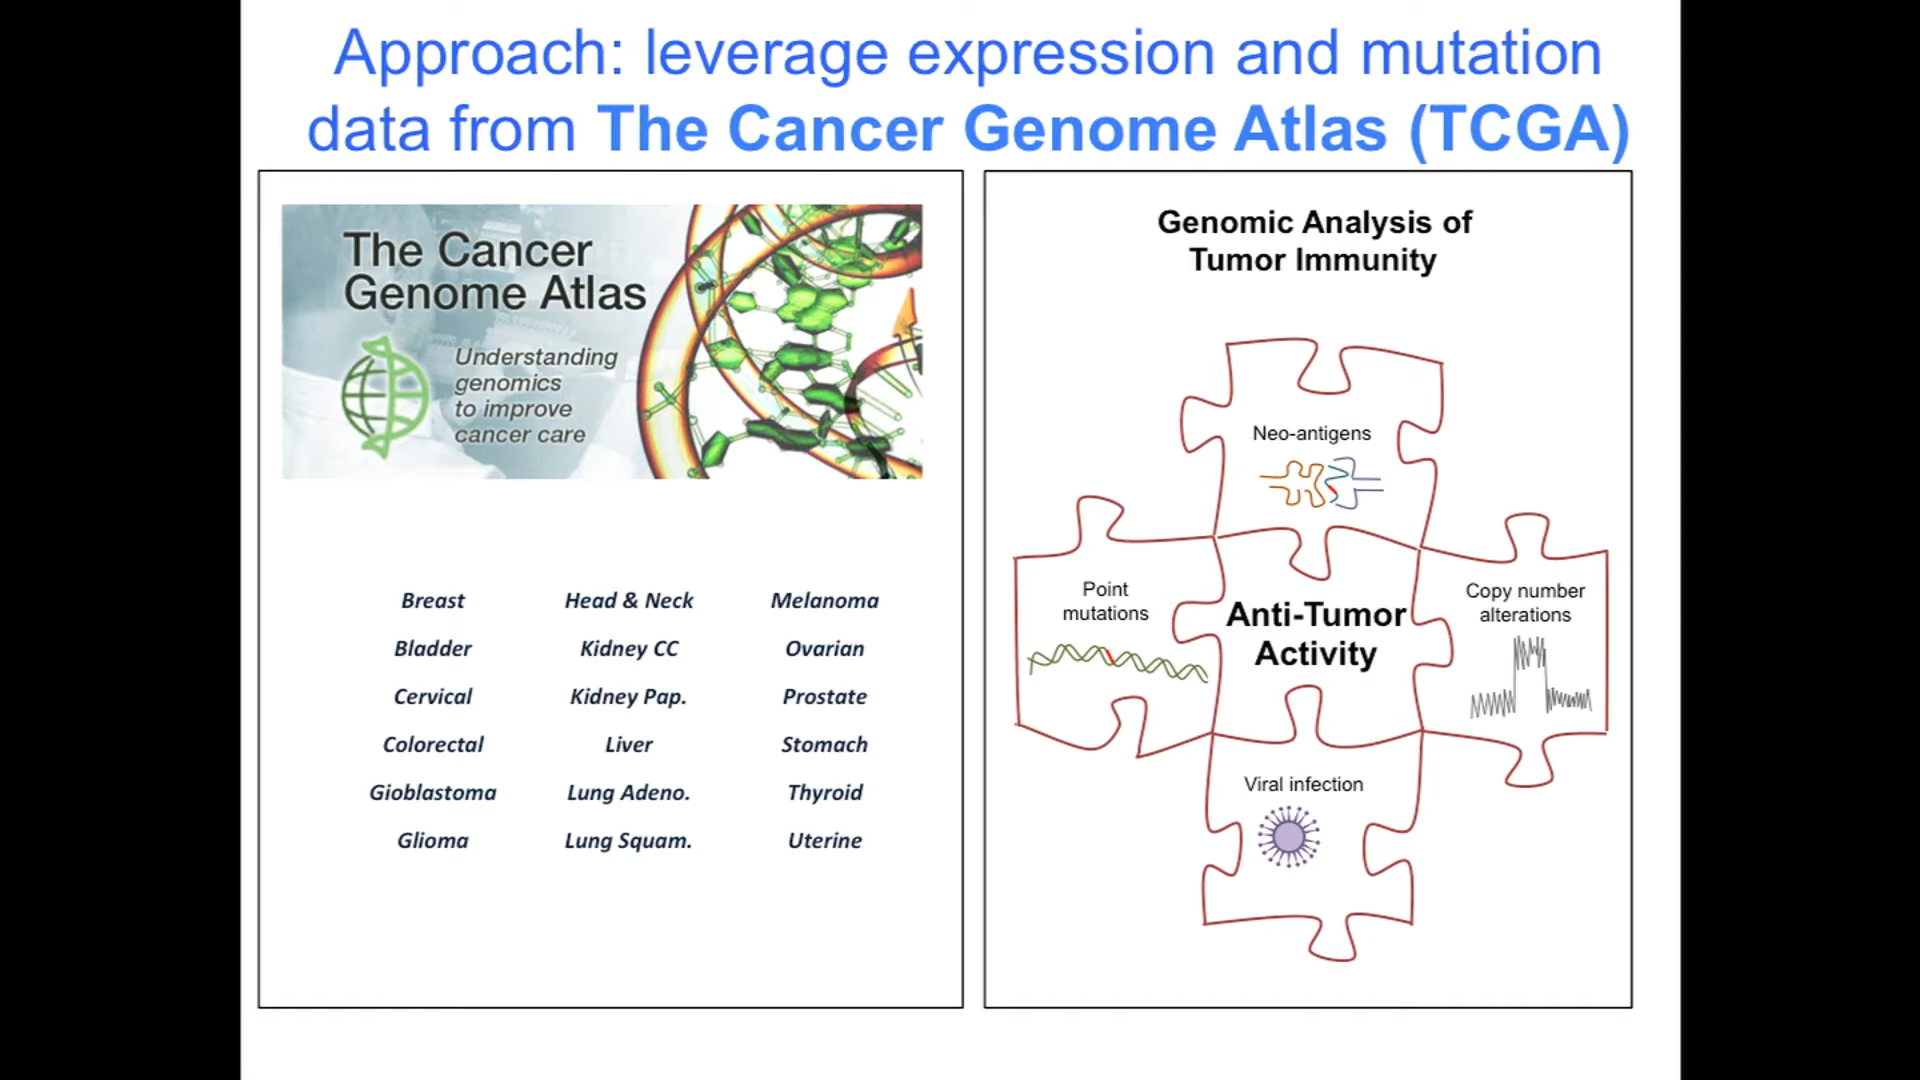 Approach: leverage expression and mutation
data from The Cancer Genome Atlas (TCGA)
The Cancer
Genome Atlas
Understanding
genomics
to improve
cancer care
Breast Head & Neck Melanoma
Bladder Kidney CC Ovarian
Cervical Kidney Pap. Prostate
Colorectal Liver Stomach
Gioblastoma Lung Adeno. Thyroid
Glioma Lung Squam. Uterine
Genomic Analysis of
Tumor Immunity
Neo-antigens
Point
mutations
Anti-Tumor
Activity
Copy number
alterations
Viral infection